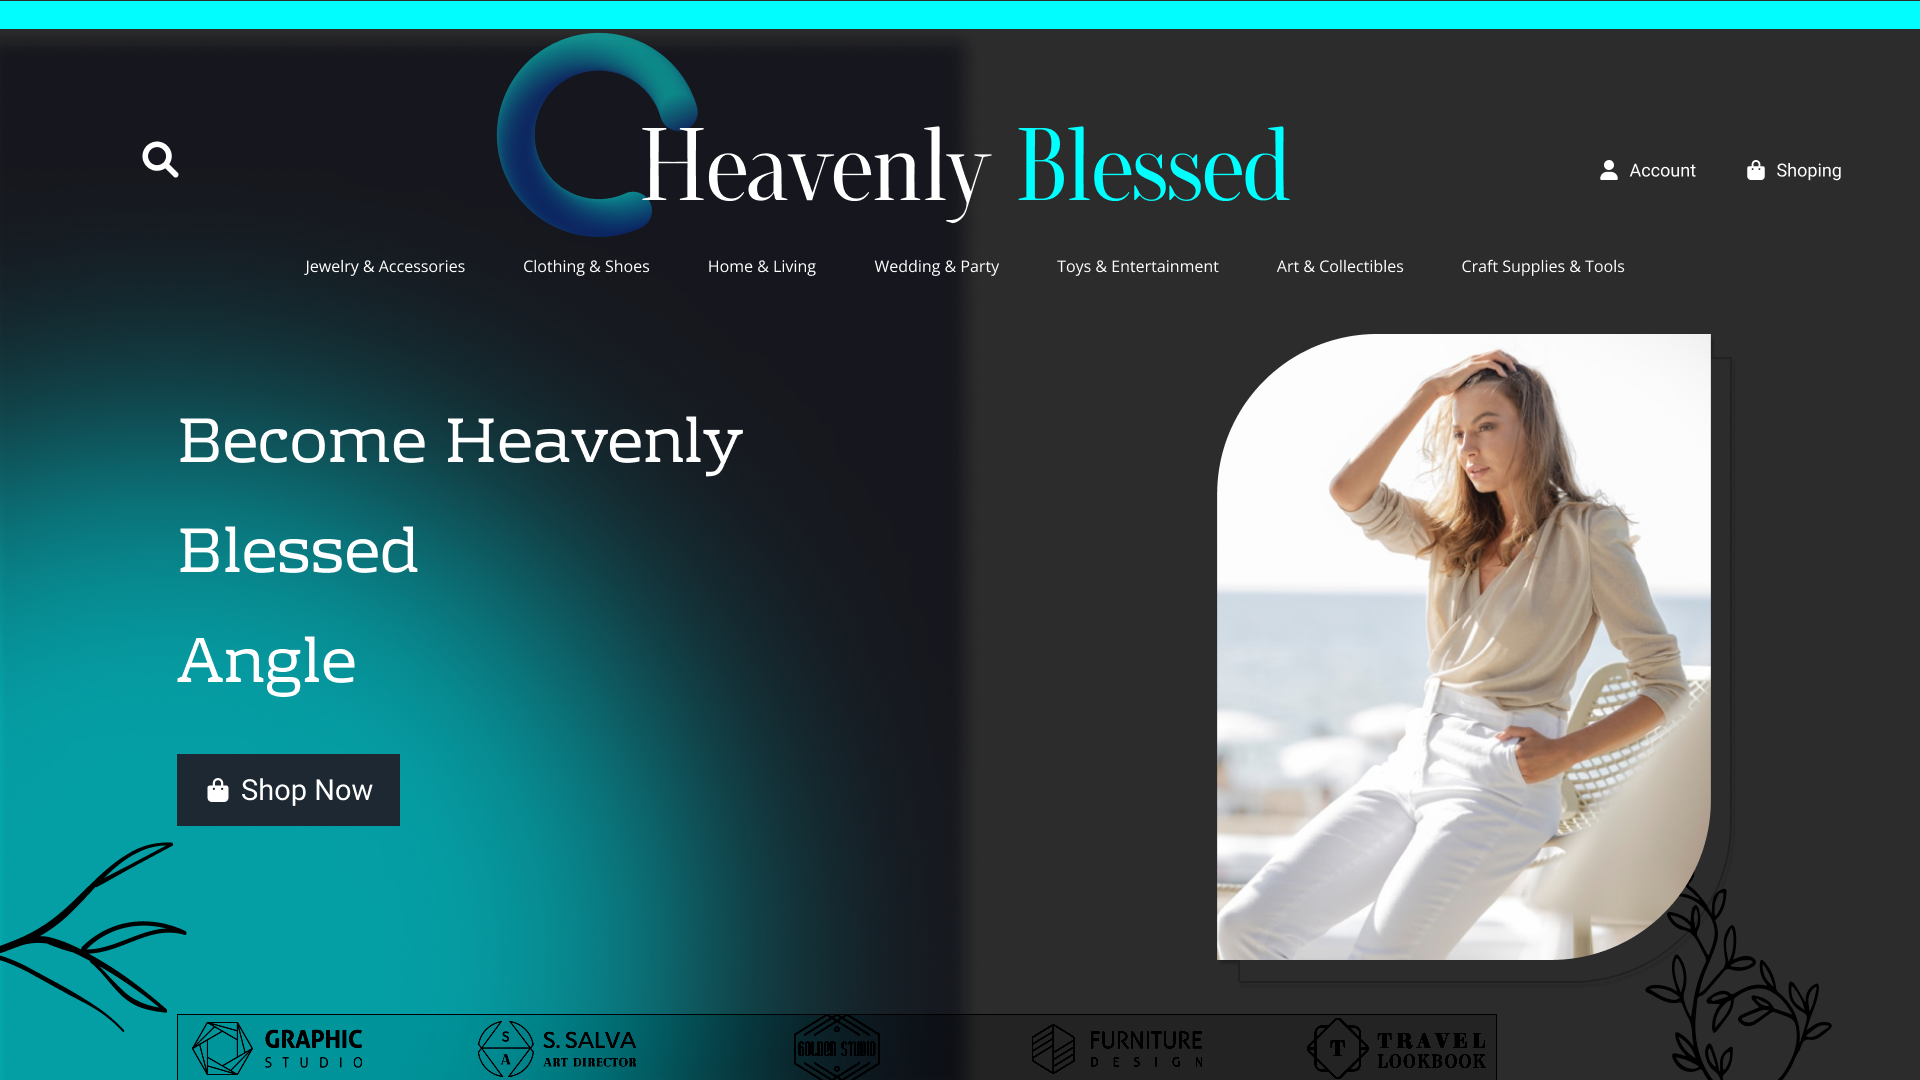 Heavenly Blessed
Account
Shoping
Jewelry & Accessories
Clothing & Shoes
Home & Living
Wedding & Party
Toys & Entertainment
Art & Collectibles
Craft Supplies & Tools
Become Heavenly
Blessed
Angle
Shop Now
GRAPHIC
STUDIO
S
A
S. SALVA
ART DIRECTOR
GOLDEN STUDIO
FURNITURE
DESIGN
T
TRAVEL
LOOKBOOK